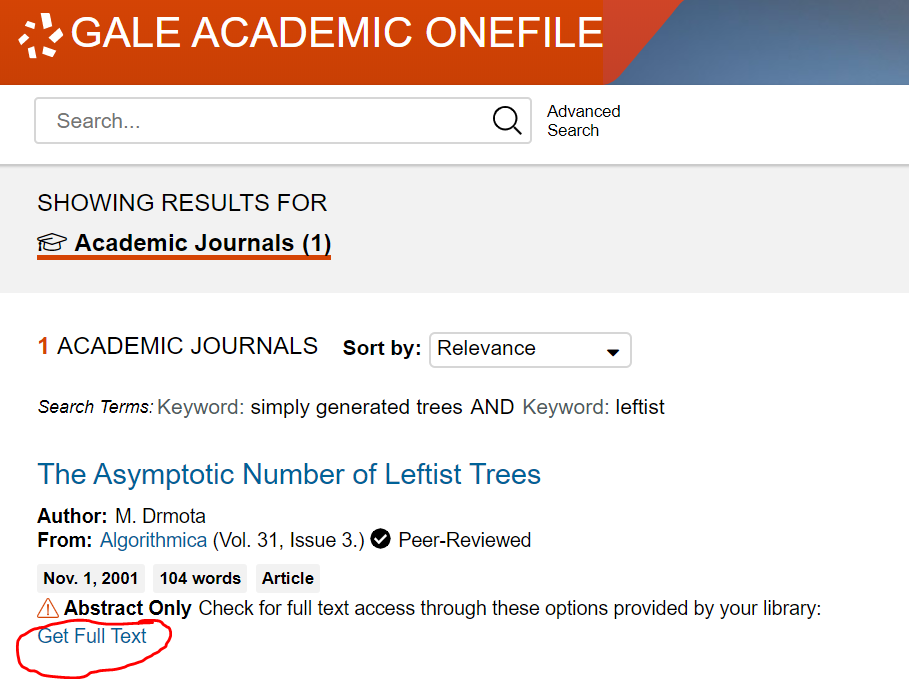 GALE ACADEMIC ONEFILE
Search...
Advanced
Search
SHOWING RESULTS FOR
Academic Journals (1)
1 ACADEMIC JOURNALS Sort by: Relevance
Search Terms: Keyword: simply generated trees AND Keyword: leftist
The Asymptotic Number of Leftist Trees
Author: M. Drmota
From: Algorithmica (Vol. 31, Issue 3.) Peer-Reviewed
Nov. 1, 2001 104 words Article
Abstract Only Check for full text access through these options provided by your library:
Get Full Text